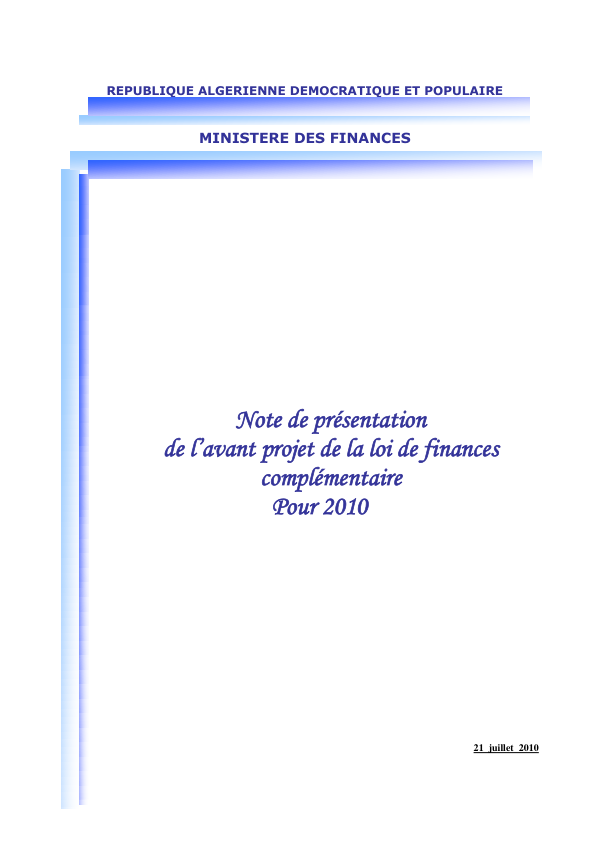 REPUBLIQUE ALGERIENNE DEMOCRATIQUE ET POPULAIRE
MINISTERE DES FINANCES
Note de présentation
de l'avant projet de la loi de finances
complémentaire
Pour 2010
21 juillet 2010